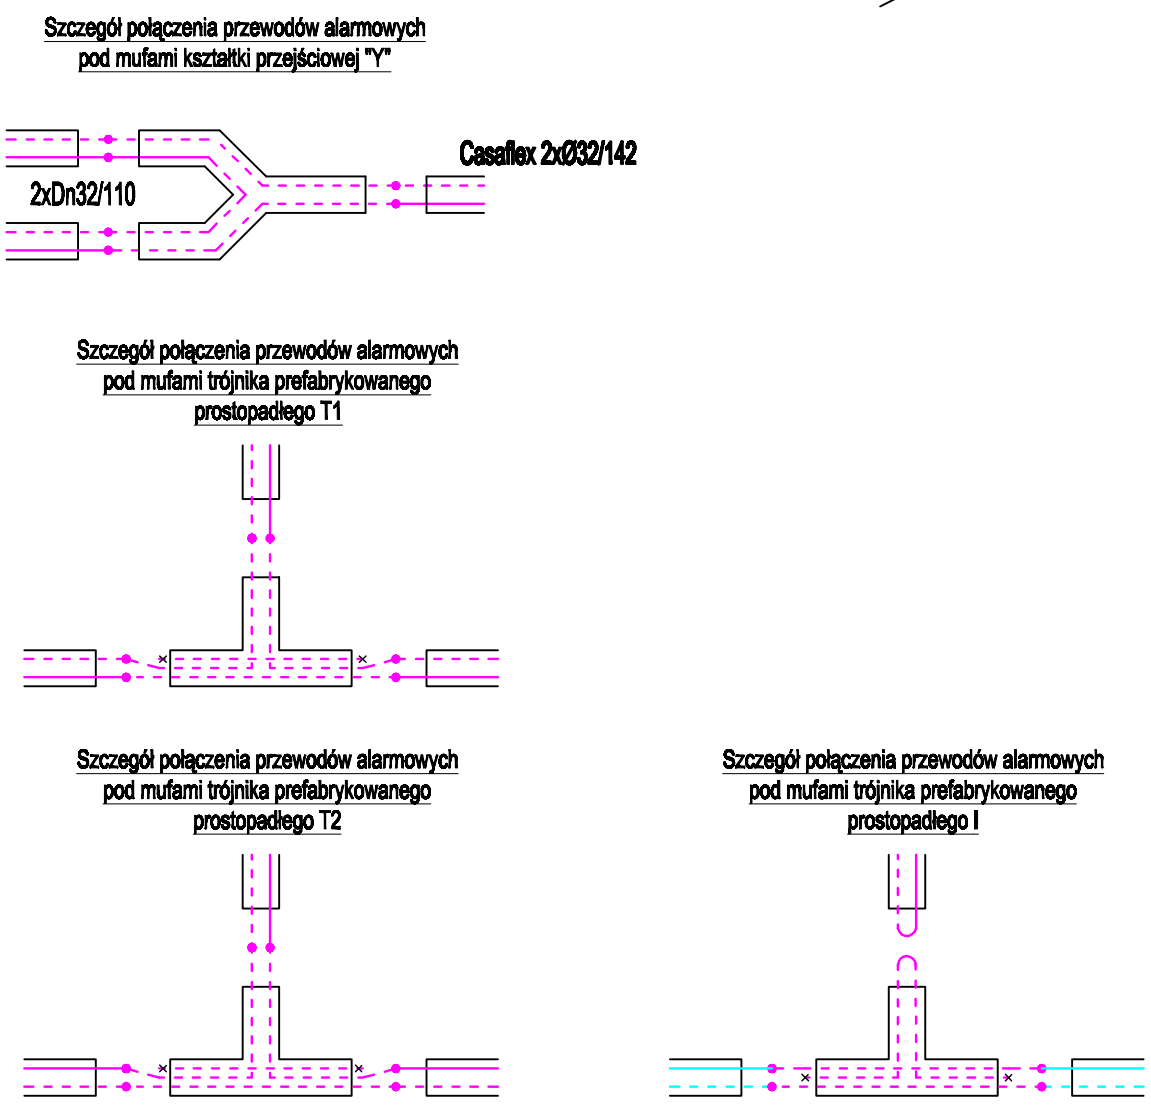 Szczegół połączenia przewodów alarmowych
pod mufami kształtki przejściowej "Y"
Casaflex 2xØ32/142
2xDn32/110
Szczegół połączenia przewodów alarmowych
pod mufami trójnika prefabrykowanego
prostopadłego T1
Szczegół połączenia przewodów alarmowych
pod mufami trójnika prefabrykowanego
prostopadłego T2
Szczegół połączenia przewodów alarmowych
pod mufami trójnika prefabrykowanego
prostopadłego I